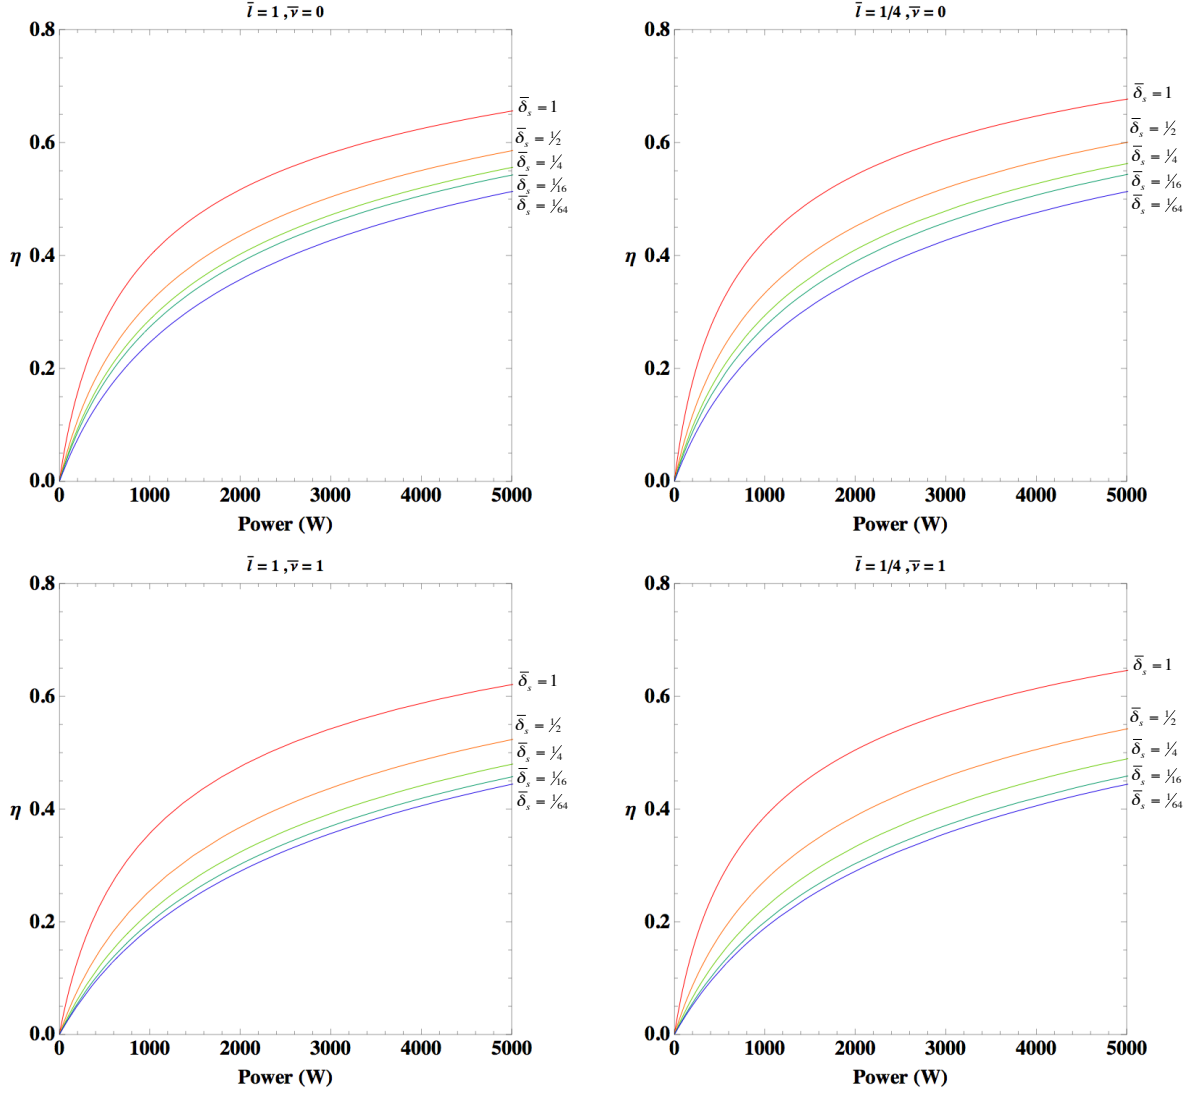 l̄ = 1 , ν̄ = 0
0.8
0.6
0.4
0.2
0.0
η
0 1000 2000 3000 4000 5000
Power (W)
δ̄s = 1
δ̄s = 1/2
δ̄s = 1/4
δ̄s = 1/16
δ̄s = 1/64
l̄ = 1/4 , ν̄ = 0
0.8
0.6
0.4
0.2
0.0
η
0 1000 2000 3000 4000 5000
Power (W)
δ̄s = 1
δ̄s = 1/2
δ̄s = 1/4
δ̄s = 1/16
δ̄s = 1/64
l̄ = 1 , ν̄ = 1
0.8
0.6
0.4
0.2
0.0
η
0 1000 2000 3000 4000 5000
Power (W)
δ̄s = 1
δ̄s = 1/2
δ̄s = 1/4
δ̄s = 1/16
δ̄s = 1/64
l̄ = 1/4 , ν̄ = 1
0.8
0.6
0.4
0.2
0.0
η
0 1000 2000 3000 4000 5000
Power (W)
δ̄s = 1
δ̄s = 1/2
δ̄s = 1/4
δ̄s = 1/16
δ̄s = 1/64